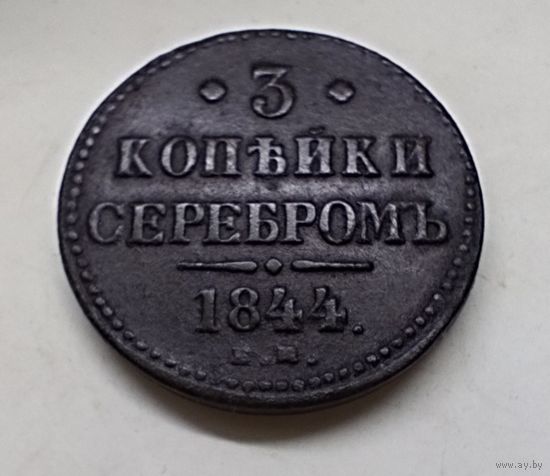 · 3 ·
КОПѢЙКИ
СЕРЕБРОМЪ
1844.
www.ay.by